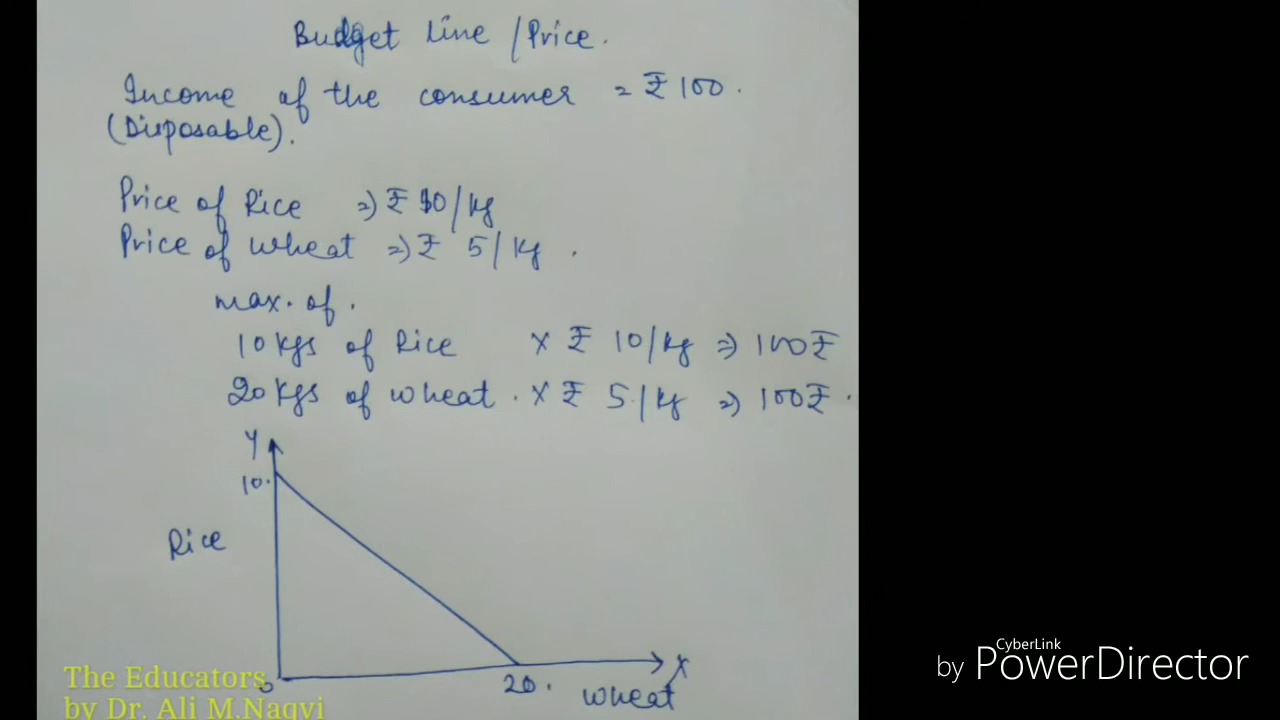 Budget Line / Price.
Income of the consumer = ₹ 100.
(Disposable).
Price of Rice ⇒ ₹ 10/kg
Price of wheat ⇒ ₹ 5/kg.
max. of.
10 kgs of Rice x ₹ 10/kg ⇒ 100₹
20 kgs of wheat. x ₹ 5/kg ⇒ 100₹.
Y
10.
Rice
0
20.
X
wheat
The Educators
by Dr. Ali M.Naqvi
CyberLink
by PowerDirector